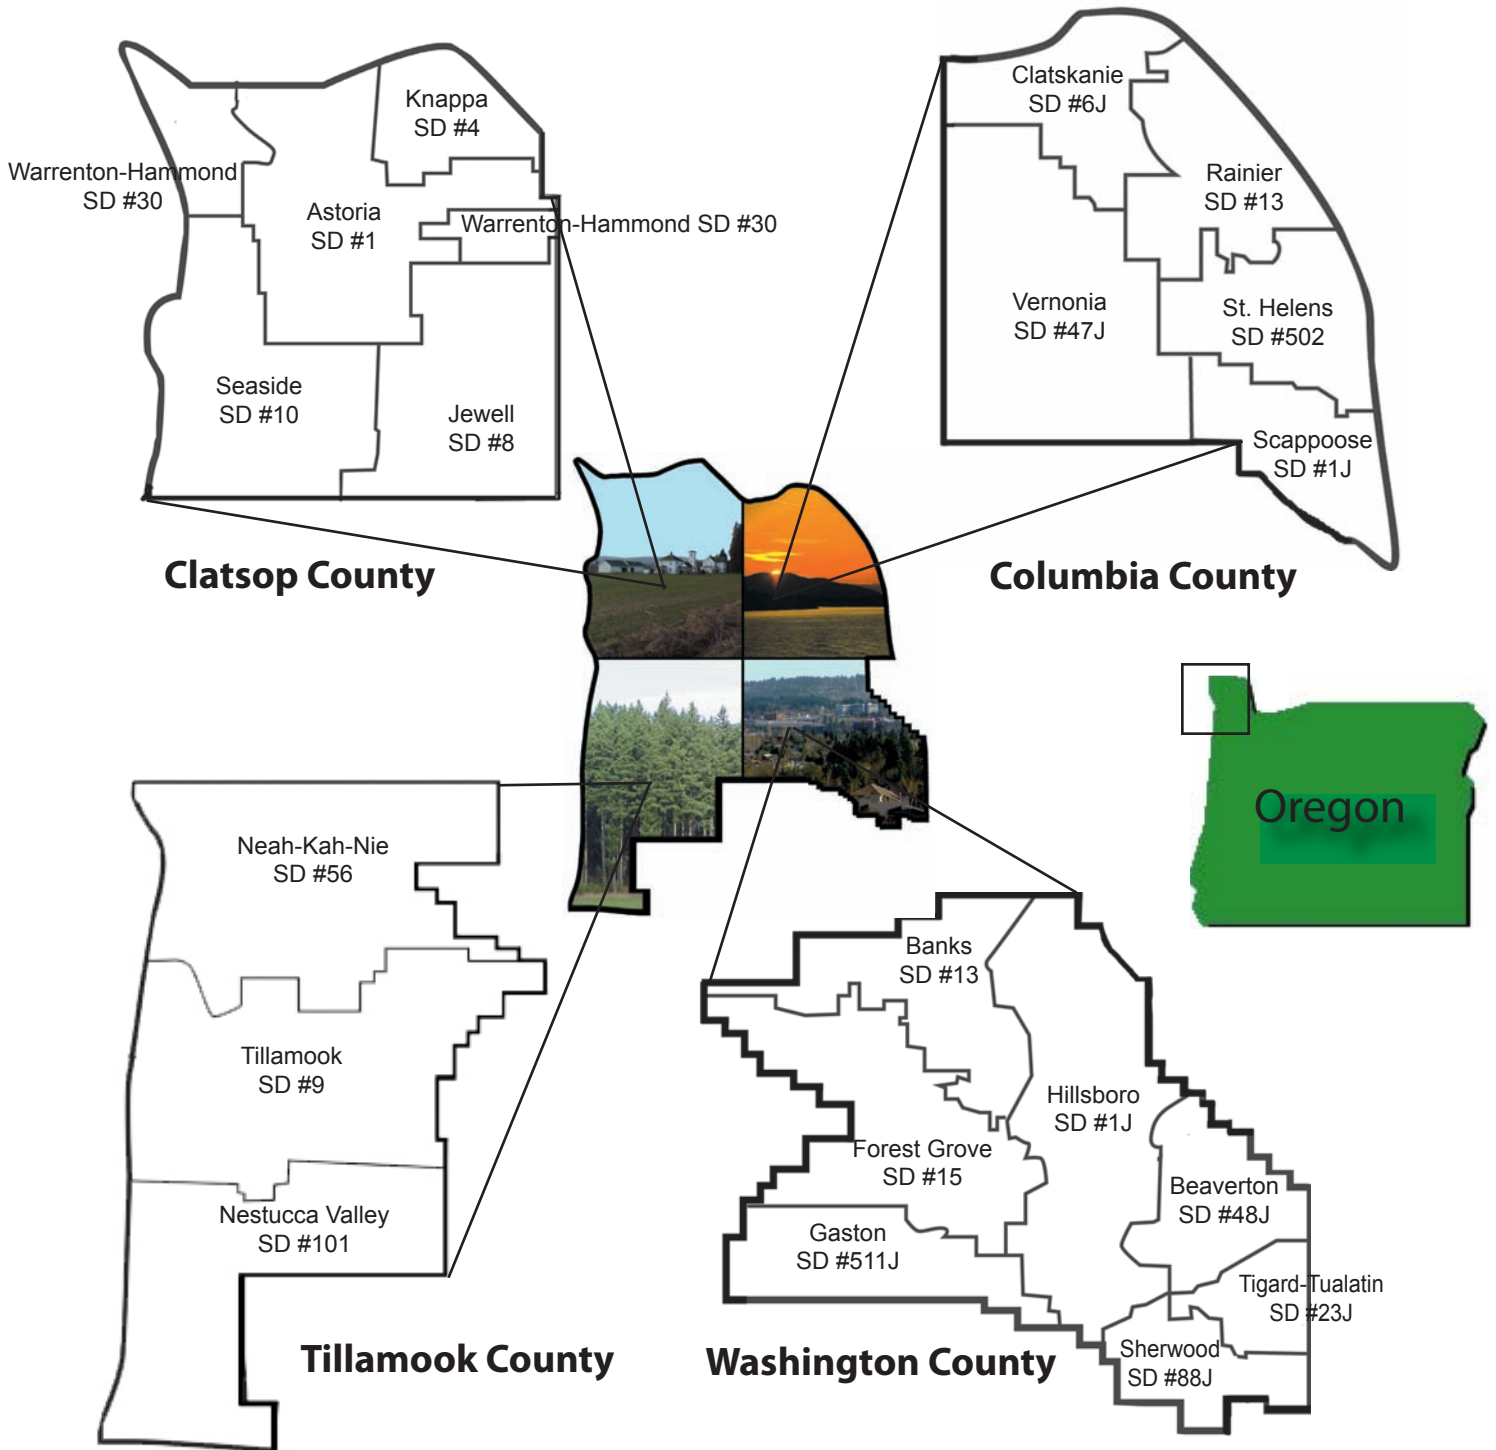 Knappa
SD #4
Warrenton-Hammond
SD #30
Astoria
SD #1
Warrenton-Hammond SD #30
Seaside
SD #10
Jewell
SD #8
Clatsop County
Clatskanie
SD #6J
Rainier
SD #13
Vernonia
SD #47J
St. Helens
SD #502
Scappoose
SD #1J
Columbia County
Oregon
Neah-Kah-Nie
SD #56
Tillamook
SD #9
Nestucca Valley
SD #101
Tillamook County
Banks
SD #13
Hillsboro
SD #1J
Forest Grove
SD #15
Beaverton
SD #48J
Gaston
SD #511J
Tigard-Tualatin
SD #23J
Sherwood
SD #88J
Washington County